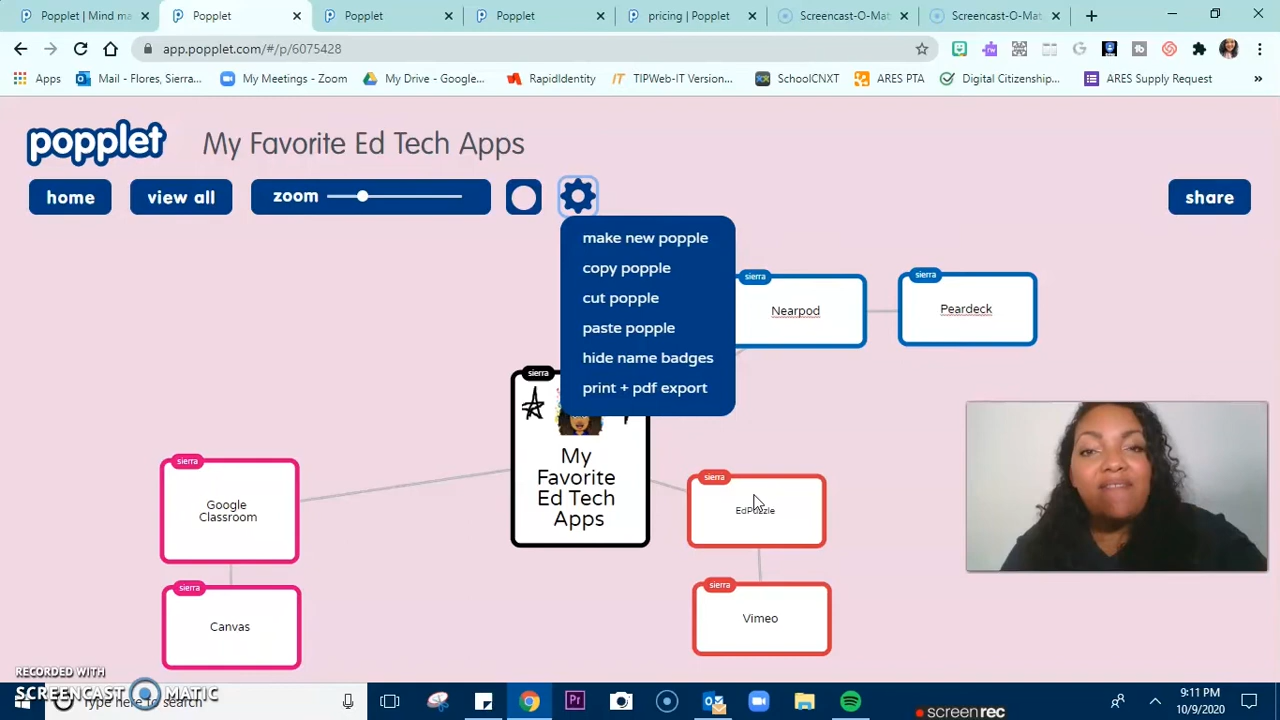 Popplet | Mind ma
Popplet
Popplet
Popplet
pricing | Popplet
Screencast-O-Mat
Screencast-O-Mat
app.popplet.com/#/p/6075428
Apps
Mail - Flores, Sierra...
My Meetings - Zoom
My Drive - Google...
RapidIdentity
TIPWeb-IT Version...
SchoolCNXT
ARES PTA
Digital Citizenship...
ARES Supply Request
popplet
My Favorite Ed Tech Apps
home
view all
zoom
share
make new popple
copy popple
cut popple
paste popple
hide name badges
print + pdf export
sierra
Nearpod
sierra
Peardeck
sierra
My
Favorite
Ed Tech
Apps
sierra
Google
Classroom
sierra
EdPuzzle
sierra
Canvas
sierra
Vimeo
RECORDED WITH
SCREENCAST MATIC
Type here to search
Pr
screenrec
9:11 PM
10/9/2020